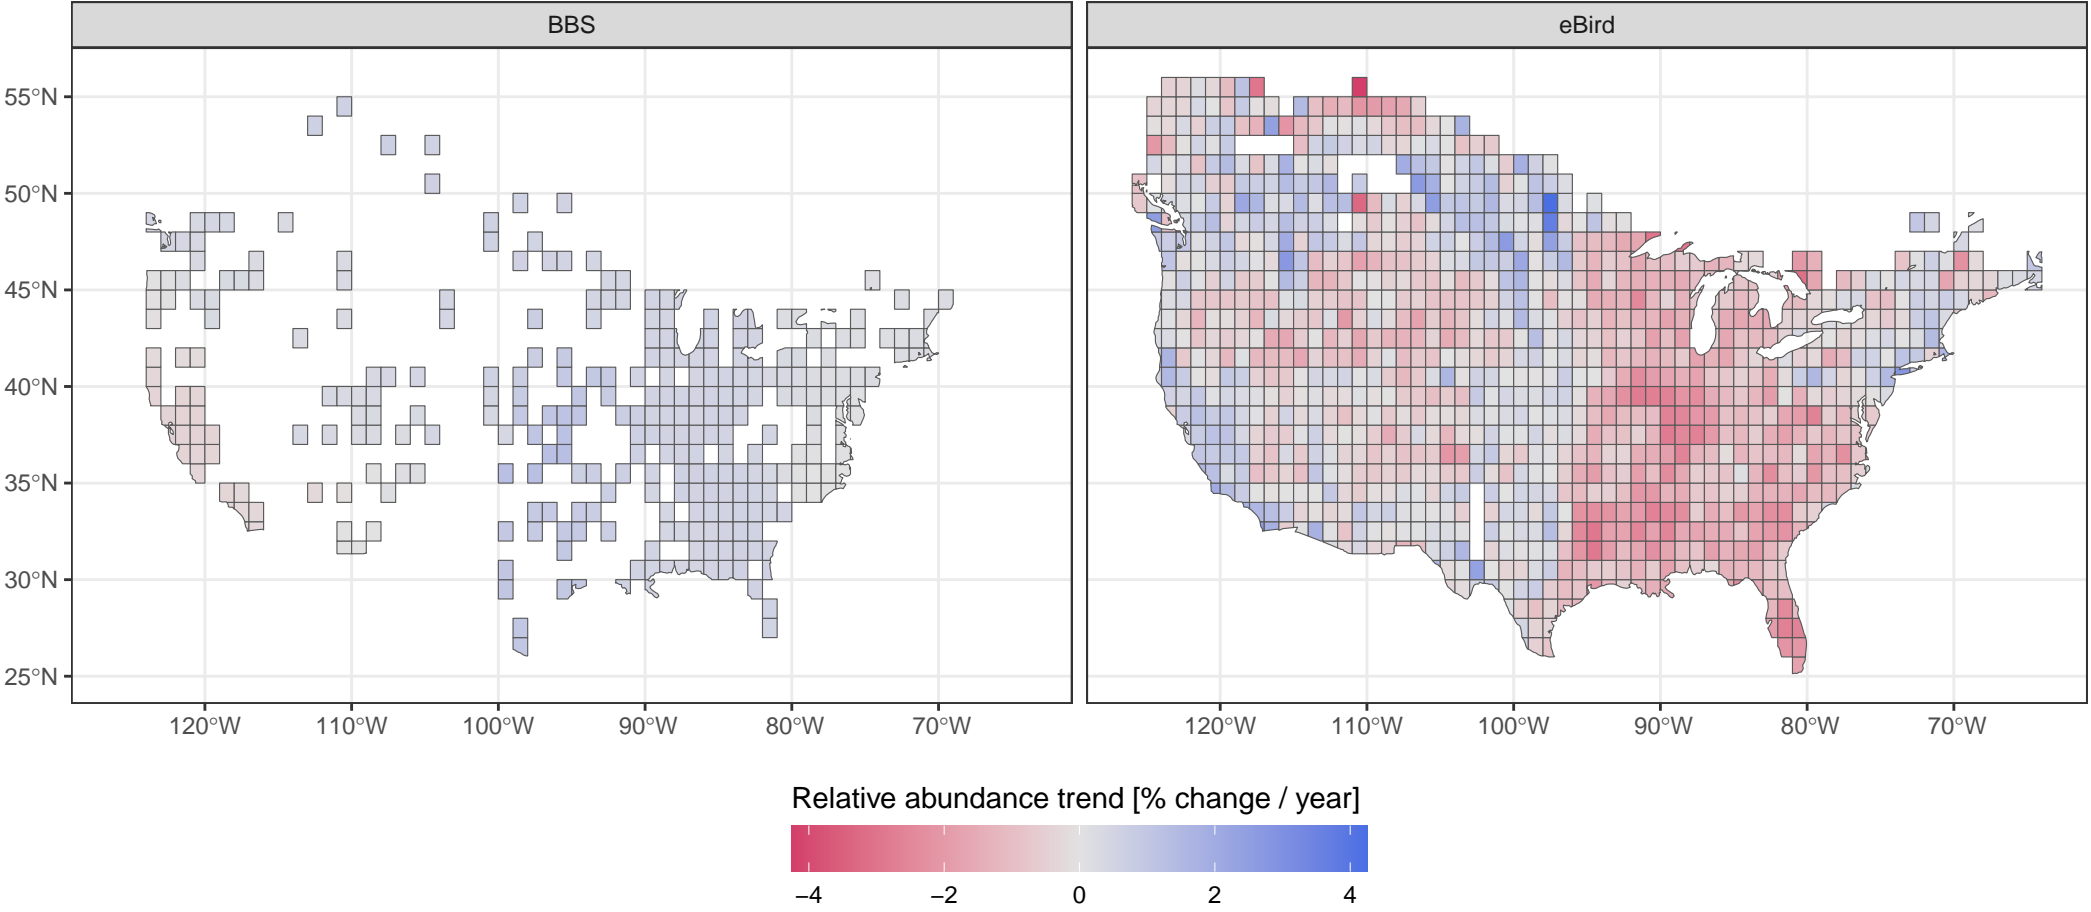 BBS eBird
55°N
50°N
45°N
40°N
35°N
30°N
25°N
120°W 110°W 100°W 90°W 80°W 70°W 120°W 110°W 100°W 90°W 80°W 70°W
Relative abundance trend [% change / year]
−4 −2 0 2 4